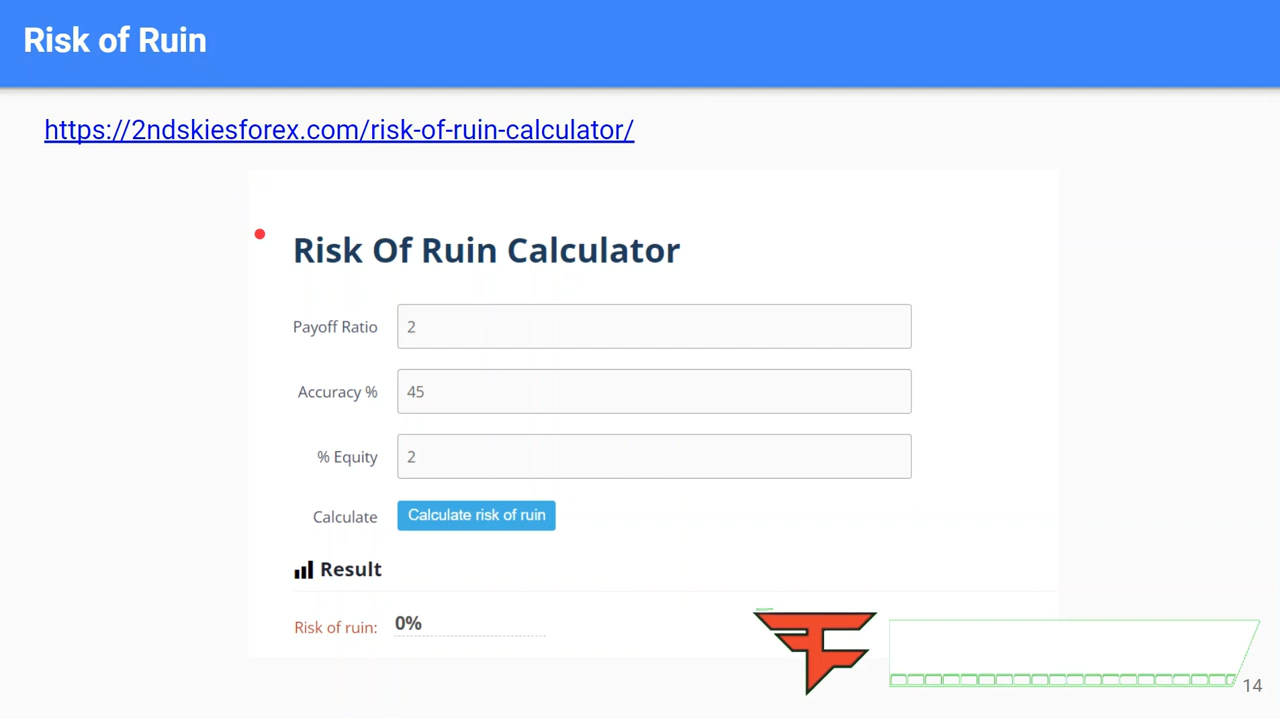 Risk of Ruin
https://2ndskiesforex.com/risk-of-ruin-calculator/
Risk Of Ruin Calculator
Payoff Ratio 2
Accuracy % 45
% Equity 2
Calculate Calculate risk of ruin
Result
Risk of ruin: 0%
14